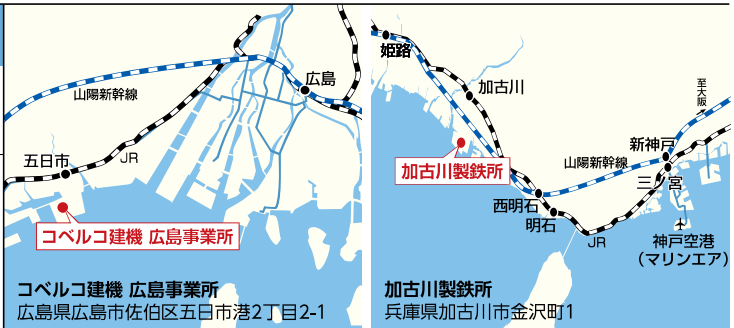 広島
山陽新幹線
五日市
JR
コベルコ建機 広島事業所
コベルコ建機 広島事業所
広島県広島市佐伯区五日市港2丁目2-1
姫路
加古川
至大阪
新神戸
加古川製鉄所
山陽新幹線
三ノ宮
西明石
明石
JR
神戸空港
（マリンエア）
加古川製鉄所
兵庫県加古川市金沢町1